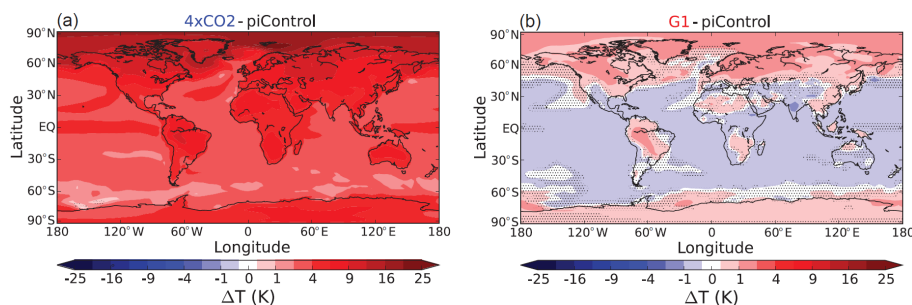 (a) 4xCO2 - piControl
90°N
60°N
30°N
EQ
30°S
60°S
90°S
Latitude
180 120°W 60°W 0 60°E 120°E 180
Longitude
-25 -16 -9 -4 -1 0 1 4 9 16 25
ΔT (K)
(b) G1 - piControl
90°N
60°N
30°N
EQ
30°S
60°S
90°S
Latitude
180 120°W 60°W 0 60°E 120°E 180
Longitude
-25 -16 -9 -4 -1 0 1 4 9 16 25
ΔT (K)